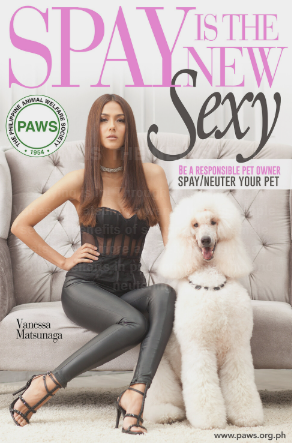 SPAY IS THE
NEW
Sexy
THE PHILIPPINE ANIMAL WELFARE SOCIETY
PAWS
• 1954 •
BE A RESPONSIBLE PET OWNER
SPAY/NEUTER YOUR PET
Vanessa
Matsunaga
www.paws.org.ph